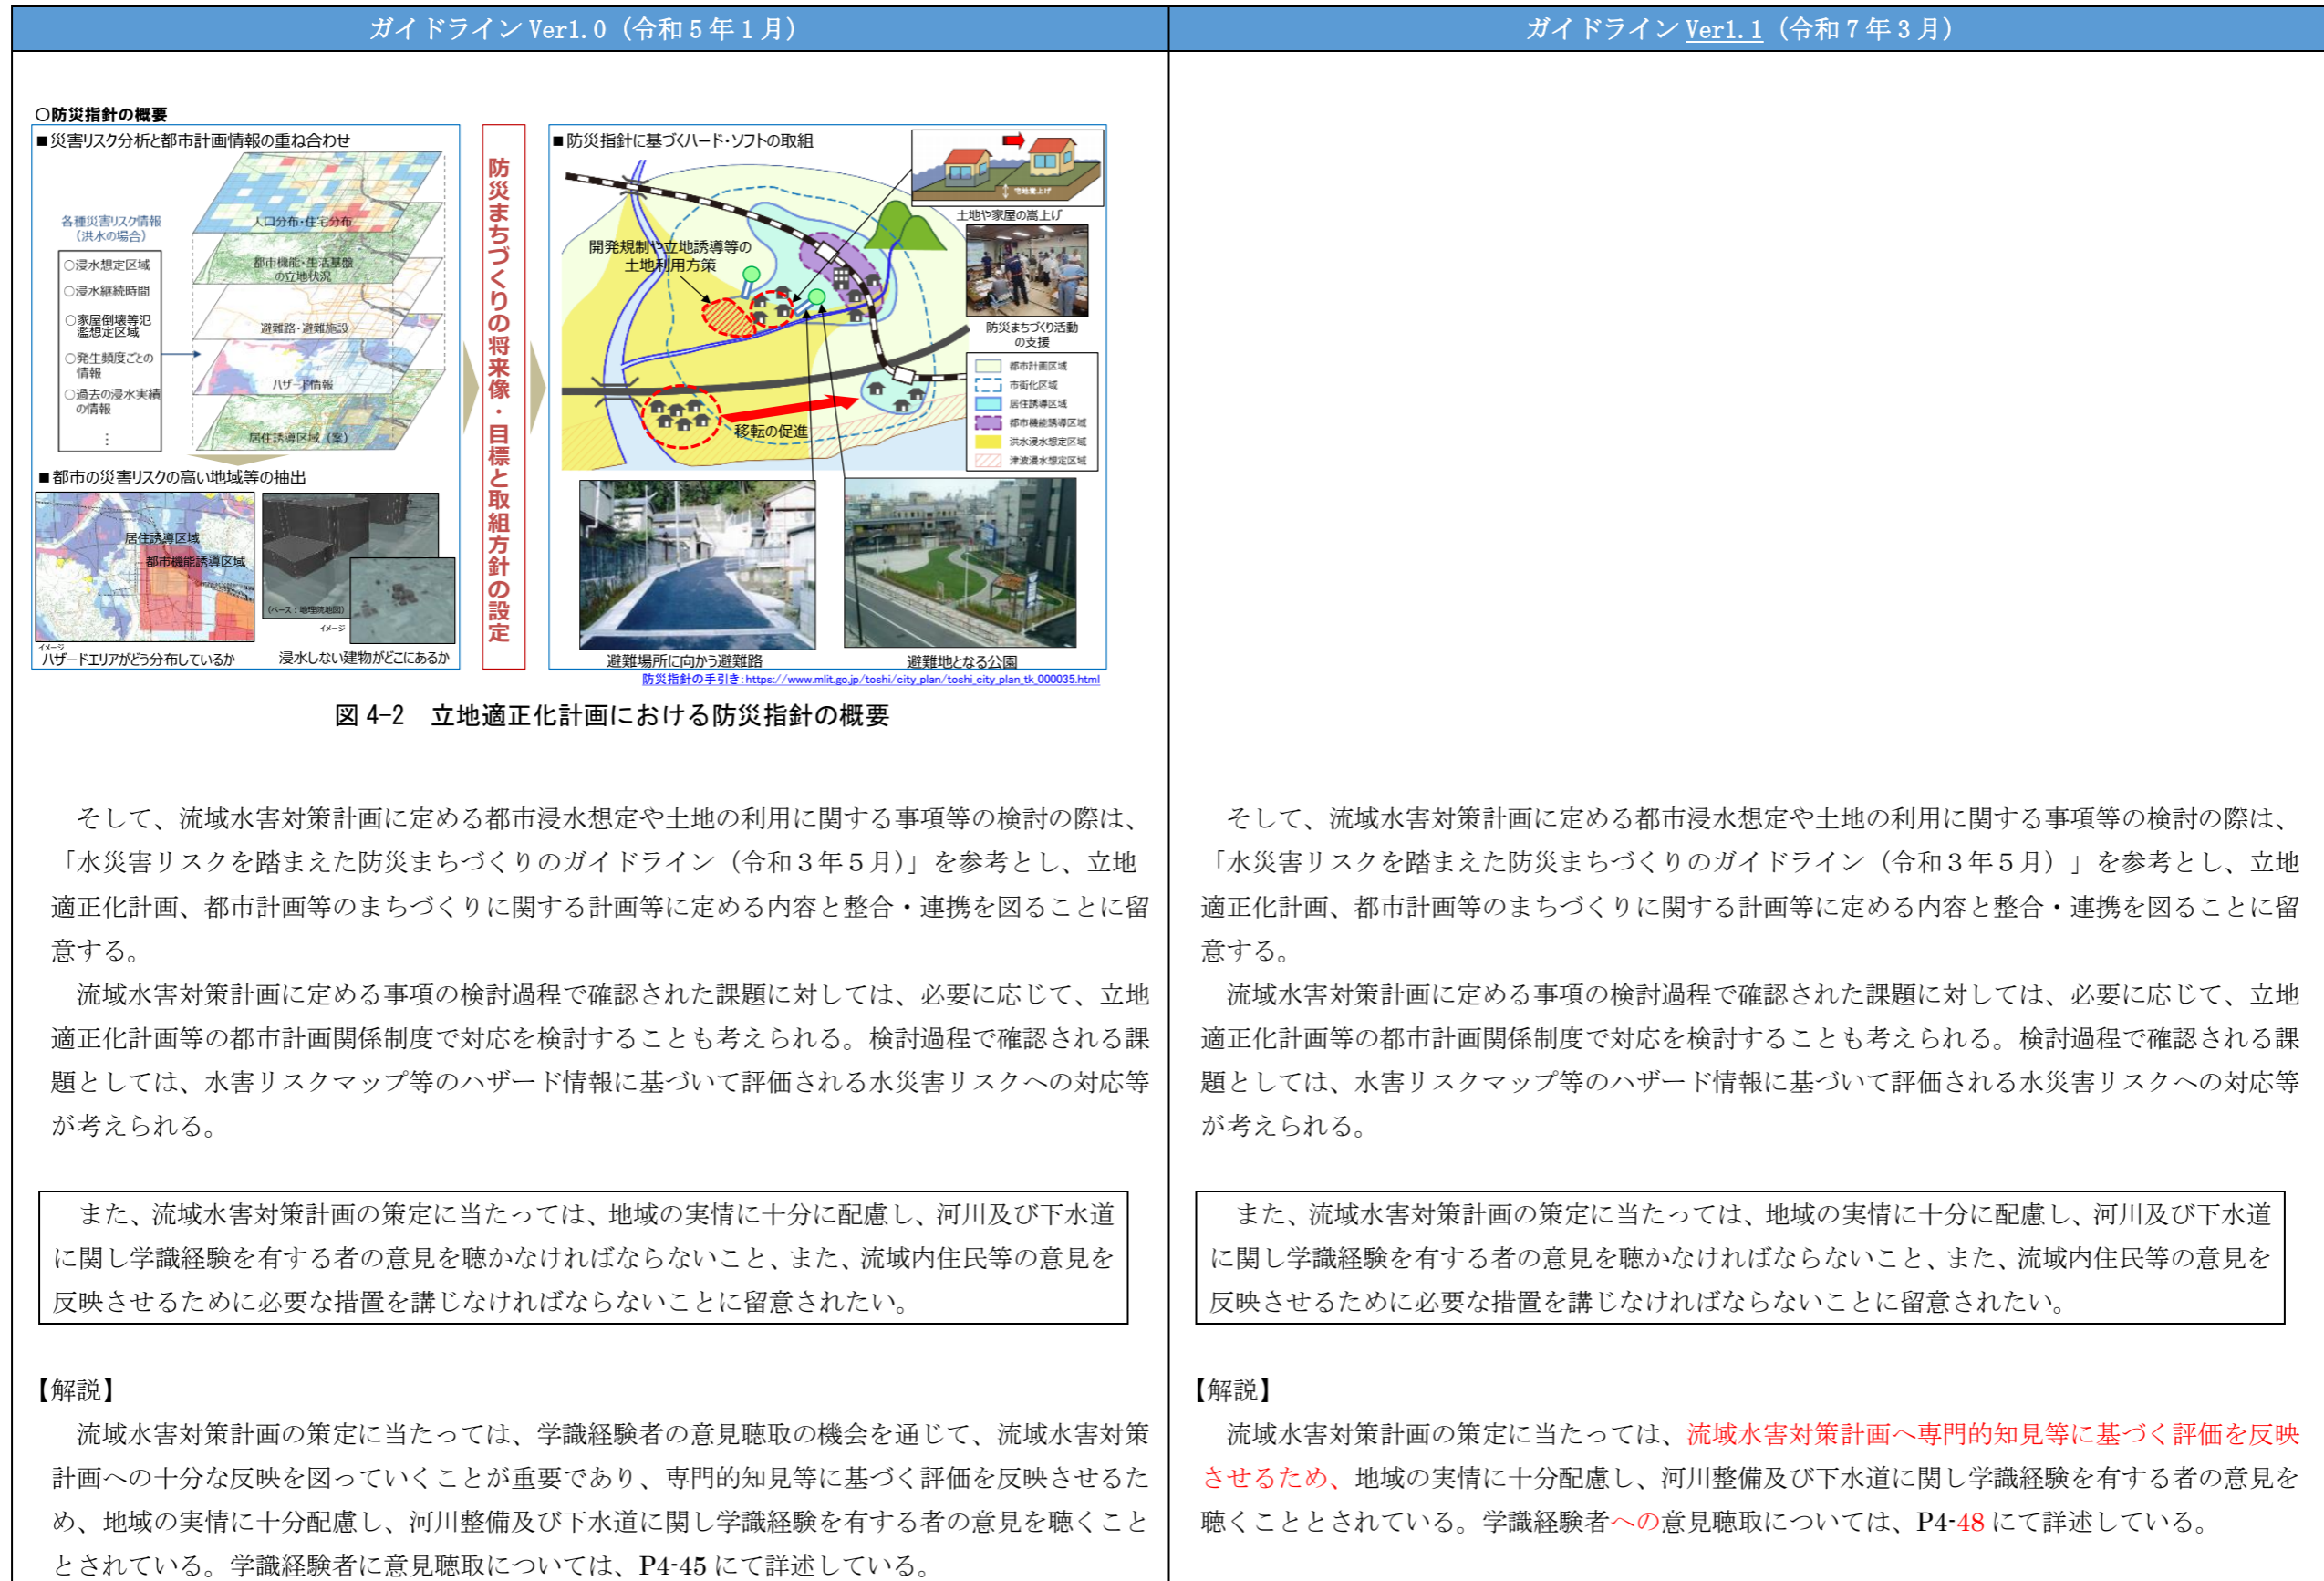 ガイドライン Ver1.0（令和５年１月）
ガイドライン Ver1.1（令和７年３月）
○防災指針の概要
■災害リスク分析と都市計画情報の重ね合わせ
各種災害リスク情報
（洪水の場合）
○浸水想定区域
○浸水継続時間
○家屋倒壊等氾
濫想定区域
○発生頻度ごとの
情報
○過去の浸水実績
の情報
⋮
人口分布・住宅分布
都市機能・生活基盤
の立地状況
避難路・避難施設
ハザード情報
居住誘導区域（案）
■都市の災害リスクの高い地域等の抽出
居住誘導区域
都市機能誘導区域
イメージ
ハザードエリアがどう分布しているか
（ベース：地理院地図）
イメージ
浸水しない建物がどこにあるか
防災まちづくりの将来像・目標と取組方針の設定
■防災指針に基づくハード・ソフトの取組
開発規制や立地誘導等の
土地利用方策
移転の促進
宅地嵩上げ
土地や家屋の嵩上げ
防災まちづくり活動
の支援
都市計画区域
市街化区域
居住誘導区域
都市機能誘導区域
洪水浸水想定区域
津波浸水想定区域
避難場所に向かう避難路
避難地となる公園
防災指針の手引き:https://www.mlit.go.jp/toshi/city_plan/toshi_city_plan_tk_000035.html
図 4-2　立地適正化計画における防災指針の概要
そして、流域水害対策計画に定める都市浸水想定や土地の利用に関する事項等の検討の際は、
「水災害リスクを踏まえた防災まちづくりのガイドライン（令和３年５月）」を参考とし、立地
適正化計画、都市計画等のまちづくりに関する計画等に定める内容と整合・連携を図ることに留
意する。
流域水害対策計画に定める事項の検討過程で確認された課題に対しては、必要に応じて、立地
適正化計画等の都市計画関係制度で対応を検討することも考えられる。検討過程で確認される課
題としては、水害リスクマップ等のハザード情報に基づいて評価される水災害リスクへの対応等
が考えられる。
また、流域水害対策計画の策定に当たっては、地域の実情に十分に配慮し、河川及び下水道
に関し学識経験を有する者の意見を聴かなければならないこと、また、流域内住民等の意見を
反映させるために必要な措置を講じなければならないことに留意されたい。
【解説】
流域水害対策計画の策定に当たっては、学識経験者の意見聴取の機会を通じて、流域水害対策
計画への十分な反映を図っていくことが重要であり、専門的知見等に基づく評価を反映させるた
め、地域の実情に十分配慮し、河川整備及び下水道に関し学識経験を有する者の意見を聴くこと
とされている。学識経験者に意見聴取については、P4-45 にて詳述している。
そして、流域水害対策計画に定める都市浸水想定や土地の利用に関する事項等の検討の際は、
「水災害リスクを踏まえた防災まちづくりのガイドライン（令和３年５月）」を参考とし、立地
適正化計画、都市計画等のまちづくりに関する計画等に定める内容と整合・連携を図ることに留
意する。
流域水害対策計画に定める事項の検討過程で確認された課題に対しては、必要に応じて、立地
適正化計画等の都市計画関係制度で対応を検討することも考えられる。検討過程で確認される課
題としては、水害リスクマップ等のハザード情報に基づいて評価される水災害リスクへの対応等
が考えられる。
また、流域水害対策計画の策定に当たっては、地域の実情に十分に配慮し、河川及び下水道
に関し学識経験を有する者の意見を聴かなければならないこと、また、流域内住民等の意見を
反映させるために必要な措置を講じなければならないことに留意されたい。
【解説】
流域水害対策計画の策定に当たっては、流域水害対策計画へ専門的知見等に基づく評価を反映
させるため、地域の実情に十分配慮し、河川整備及び下水道に関し学識経験を有する者の意見を
聴くこととされている。学識経験者への意見聴取については、P4-48 にて詳述している。